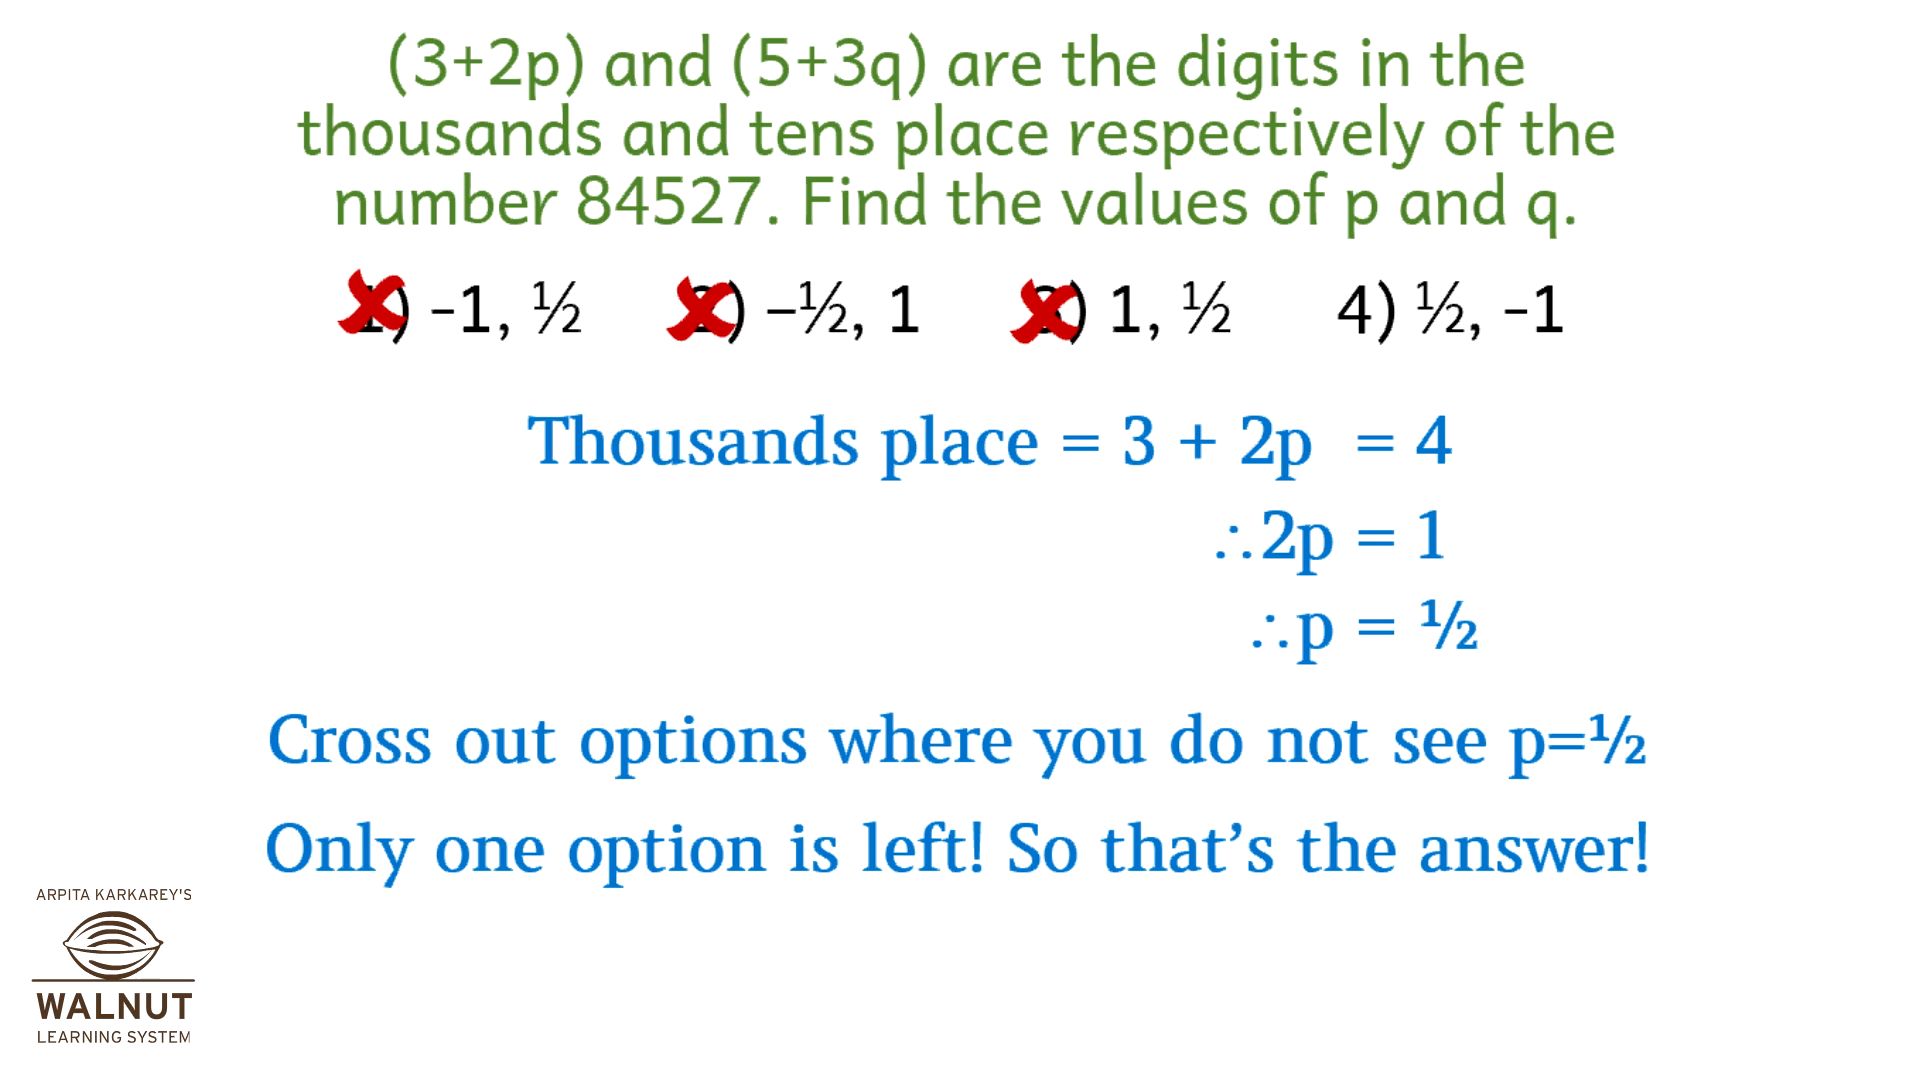 (3+2p) and (5+3q) are the digits in the
thousands and tens place respectively of the
number 84527. Find the values of p and q.
1) -1, ½ 2) –½, 1 3) 1, ½ 4) ½, -1
Thousands place = 3 + 2p = 4
∴2p = 1
∴p = ½
Cross out options where you do not see p=½
Only one option is left! So that’s the answer!
ARPITA KARKAREY'S
WALNUT
LEARNING SYSTEM